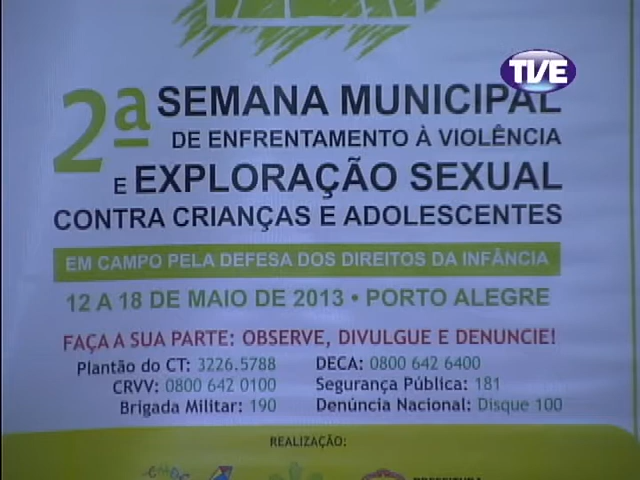 TVE
2ª SEMANA MUNICIPAL
DE ENFRENTAMENTO À VIOLÊNCIA
E EXPLORAÇÃO SEXUAL
CONTRA CRIANÇAS E ADOLESCENTES
EM CAMPO PELA DEFESA DOS DIREITOS DA INFÂNCIA
12 A 18 DE MAIO DE 2013 • PORTO ALEGRE
FAÇA A SUA PARTE: OBSERVE, DIVULGUE E DENUNCIE!
Plantão do CT: 3226.5788 DECA: 0800 642 6400
CRVV: 0800 642 0100 Segurança Pública: 181
Brigada Militar: 190 Denúncia Nacional: Disque 100
REALIZAÇÃO: